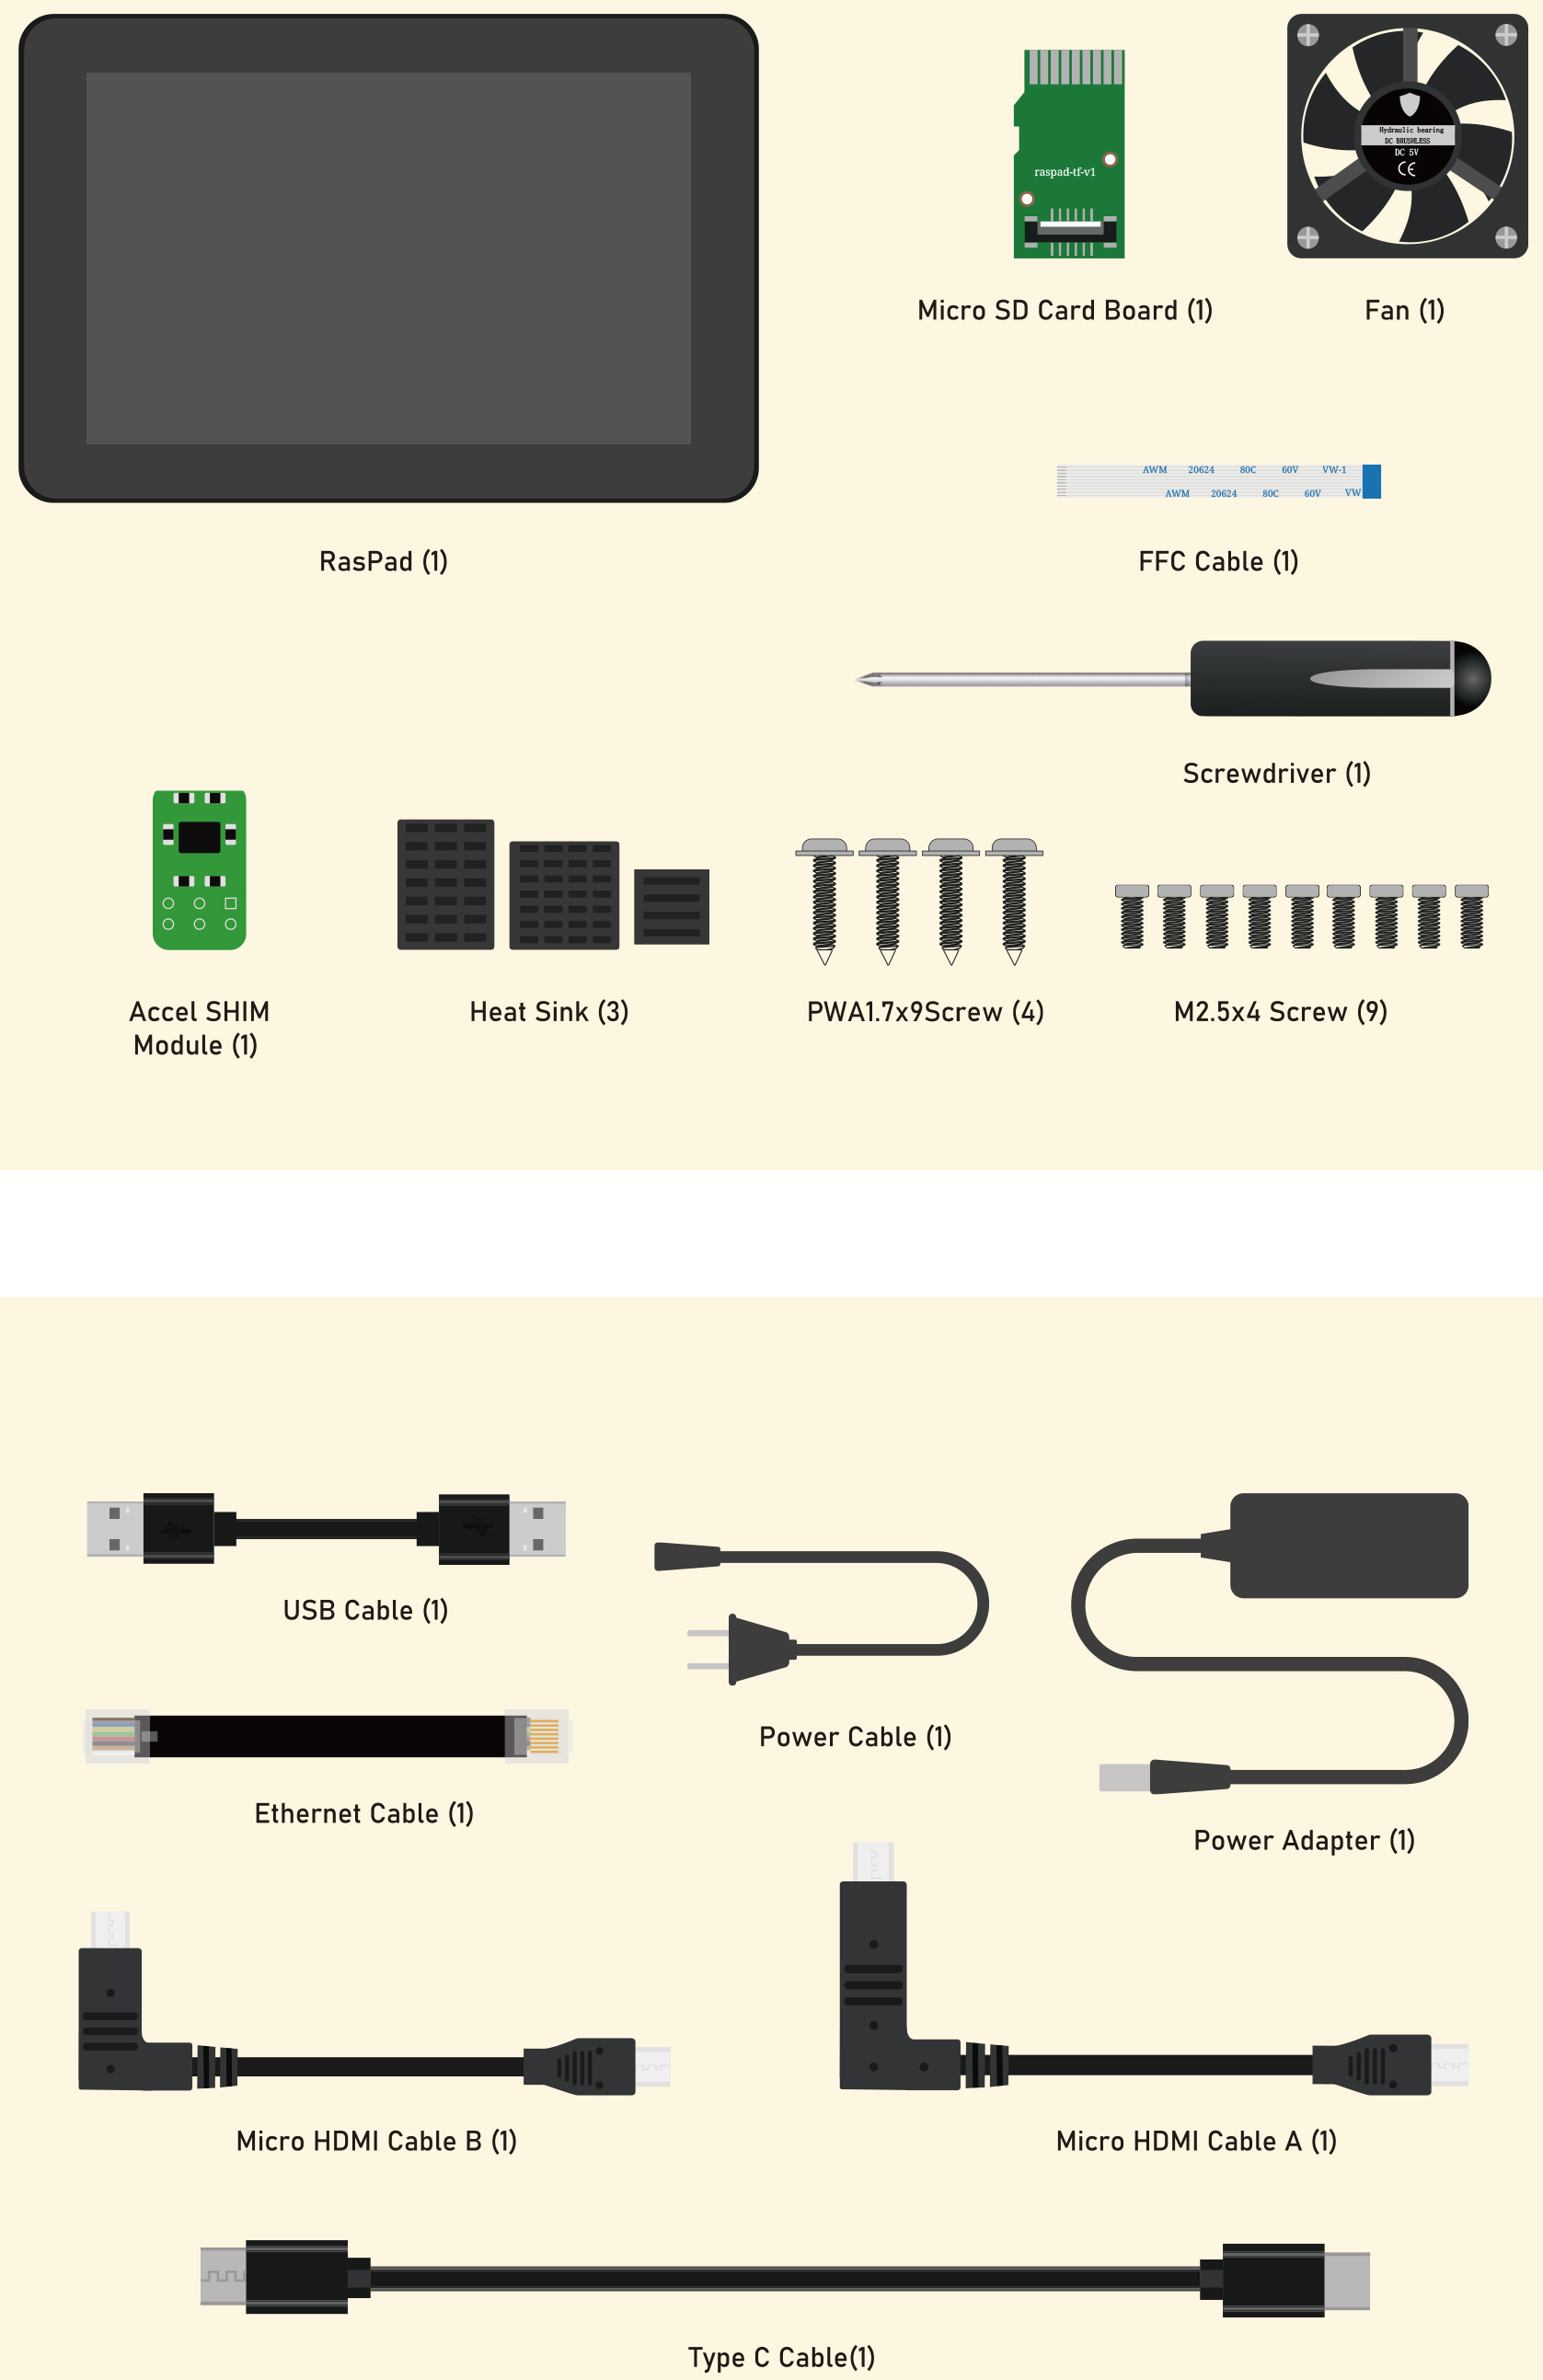 raspad-tf-v1
Hydraulic bearing
DC BRUSHLESS
DC 5V
CE
Micro SD Card Board (1)
Fan (1)
AWM 20624 80C 60V VW-1
AWM 20624 80C 60V VW
RasPad (1)
FFC Cable (1)
Screwdriver (1)
Accel SHIM
Module (1)
Heat Sink (3)
PWA1.7x9Screw (4)
M2.5x4 Screw (9)
USB Cable (1)
Power Cable (1)
Ethernet Cable (1)
Power Adapter (1)
Micro HDMI Cable B (1)
Micro HDMI Cable A (1)
Type C Cable(1)